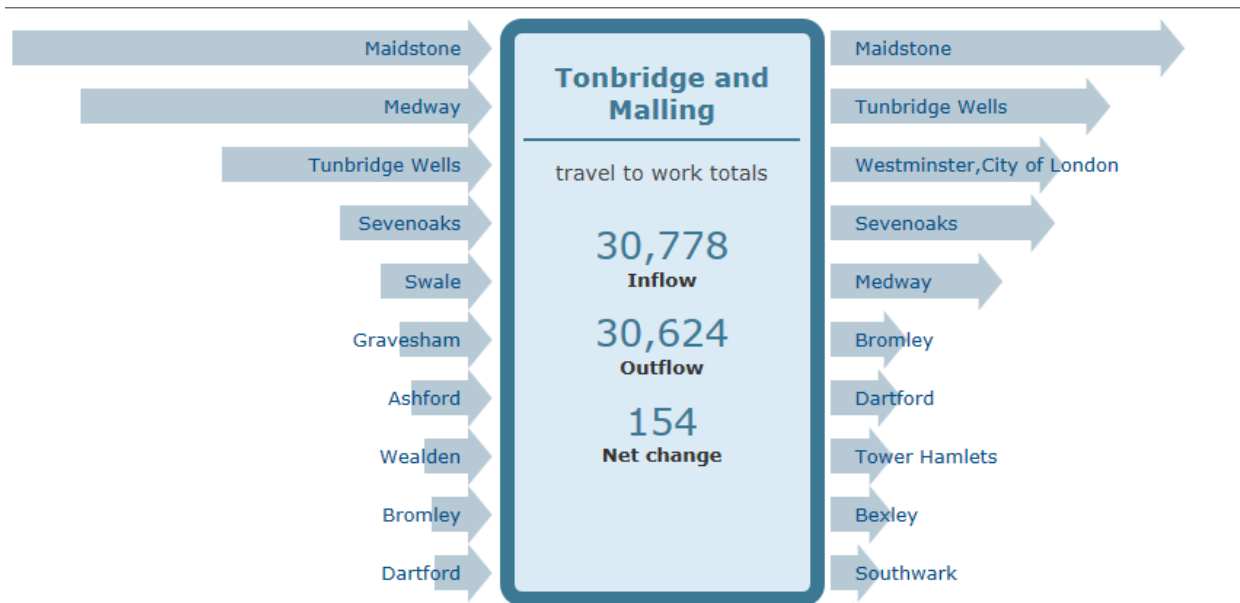 Maidstone
Medway
Tunbridge Wells
Sevenoaks
Swale
Gravesham
Ashford
Wealden
Bromley
Dartford
Tonbridge and
Malling
travel to work totals
30,778
Inflow
30,624
Outflow
154
Net change
Maidstone
Tunbridge Wells
Westminster,City of London
Sevenoaks
Medway
Bromley
Dartford
Tower Hamlets
Bexley
Southwark